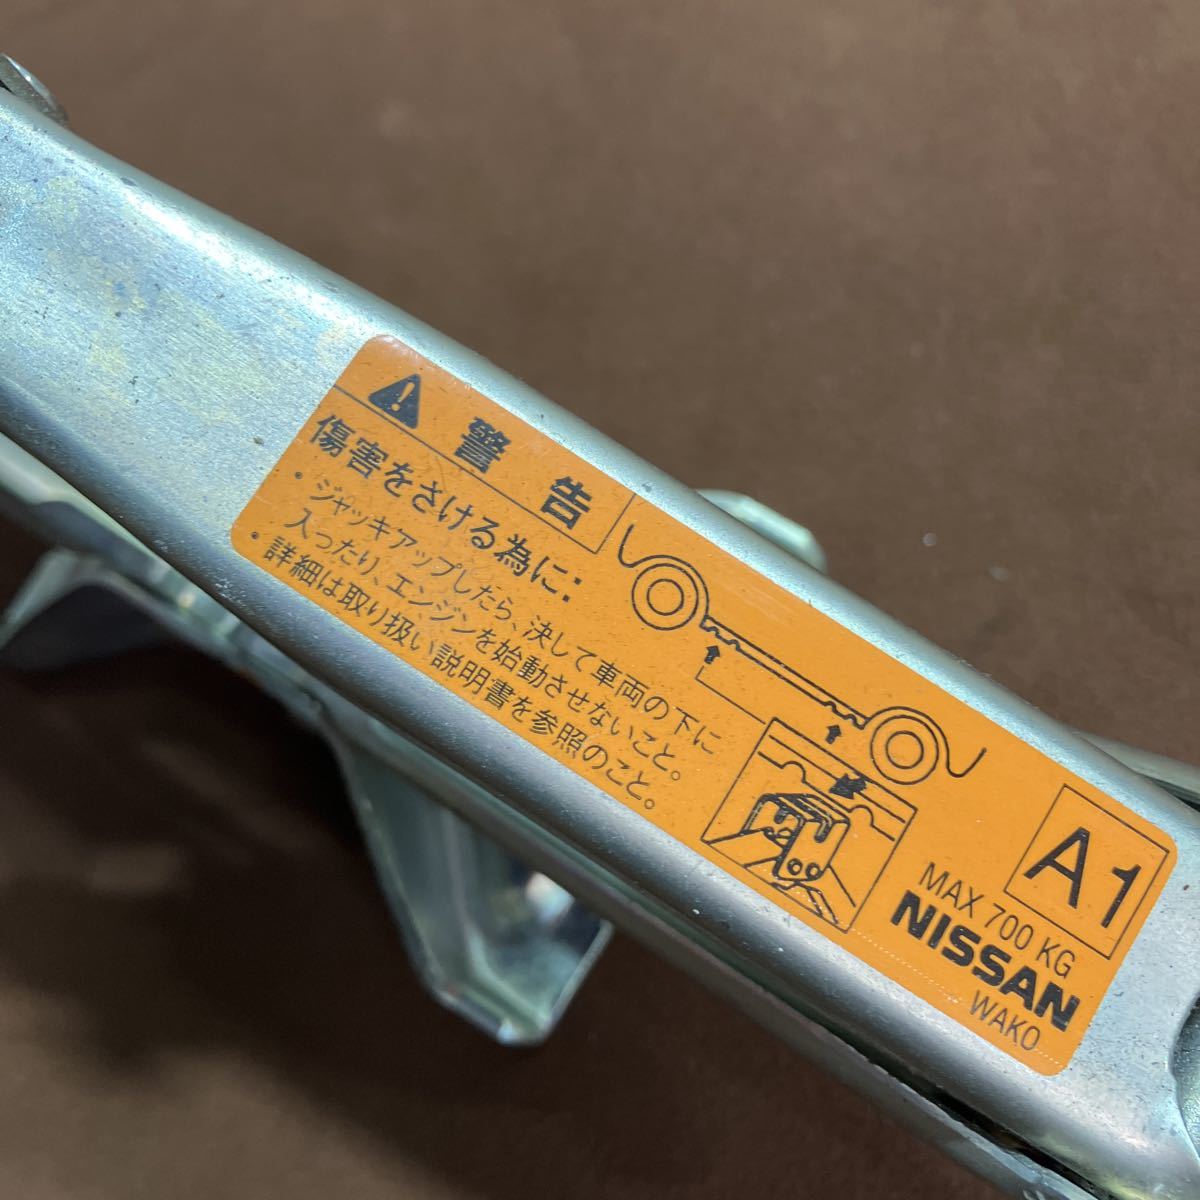 警告
傷害をさける為に:
・ジャッキアップしたら、決して車両の下に
入ったり、エンジンを始動させないこと。
・詳細は取り扱い説明書を参照のこと。
A1
MAX 700 KG
NISSAN
WAKO